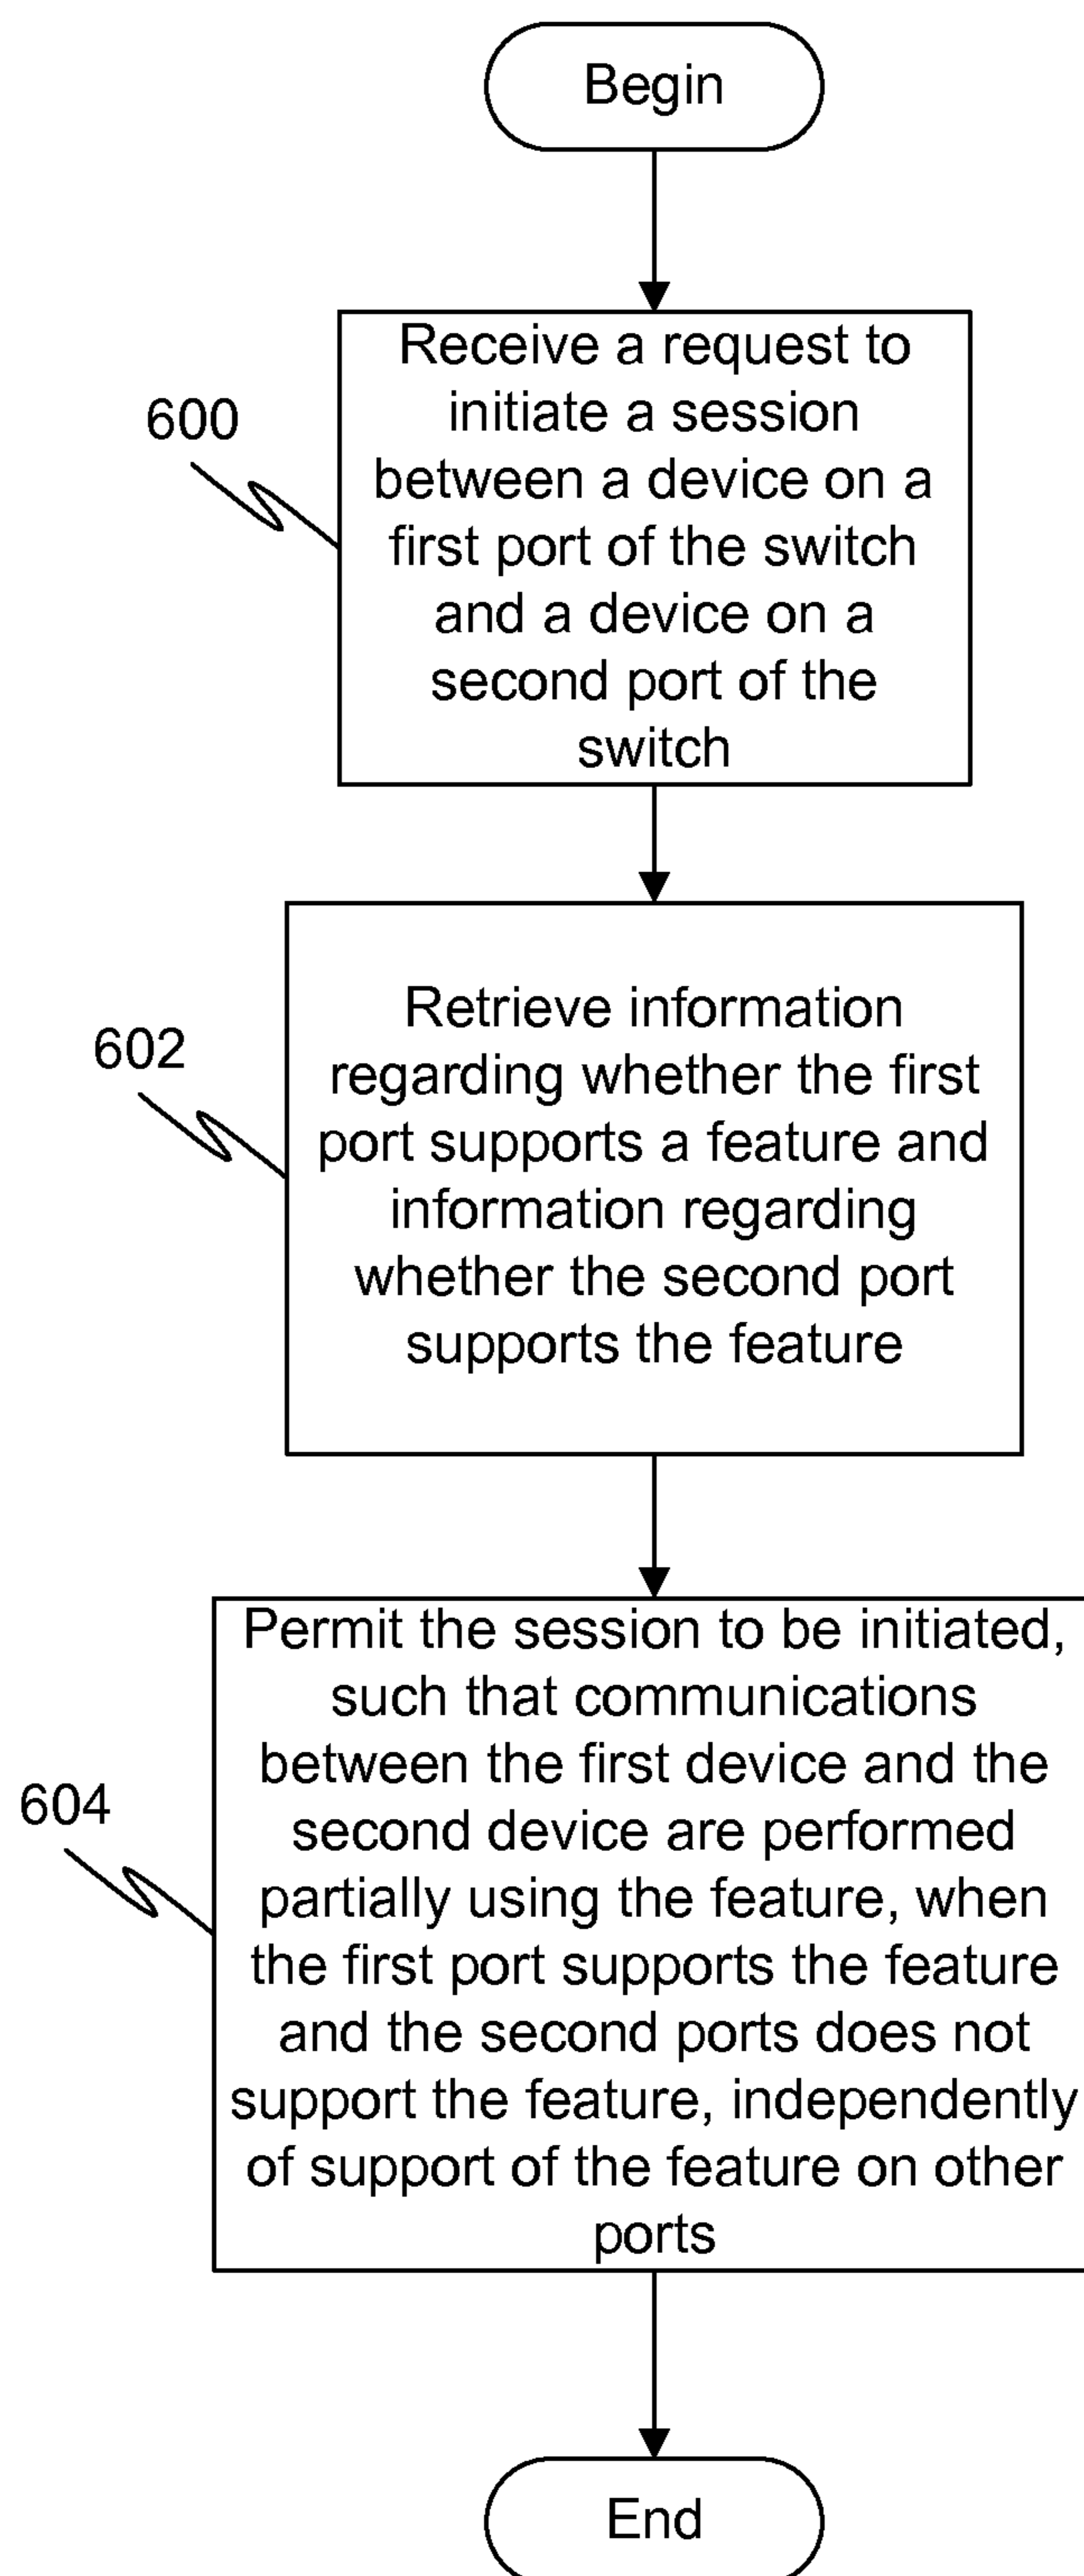 Begin
600
Receive a request to
initiate a session
between a device on a
first port of the switch
and a device on a
second port of the
switch
602
Retrieve information
regarding whether the first
port supports a feature and
information regarding
whether the second port
supports the feature
604
Permit the session to be initiated,
such that communications
between the first device and the
second device are performed
partially using the feature, when
the first port supports the feature
and the second ports does not
support the feature, independently
of support of the feature on other
ports
End